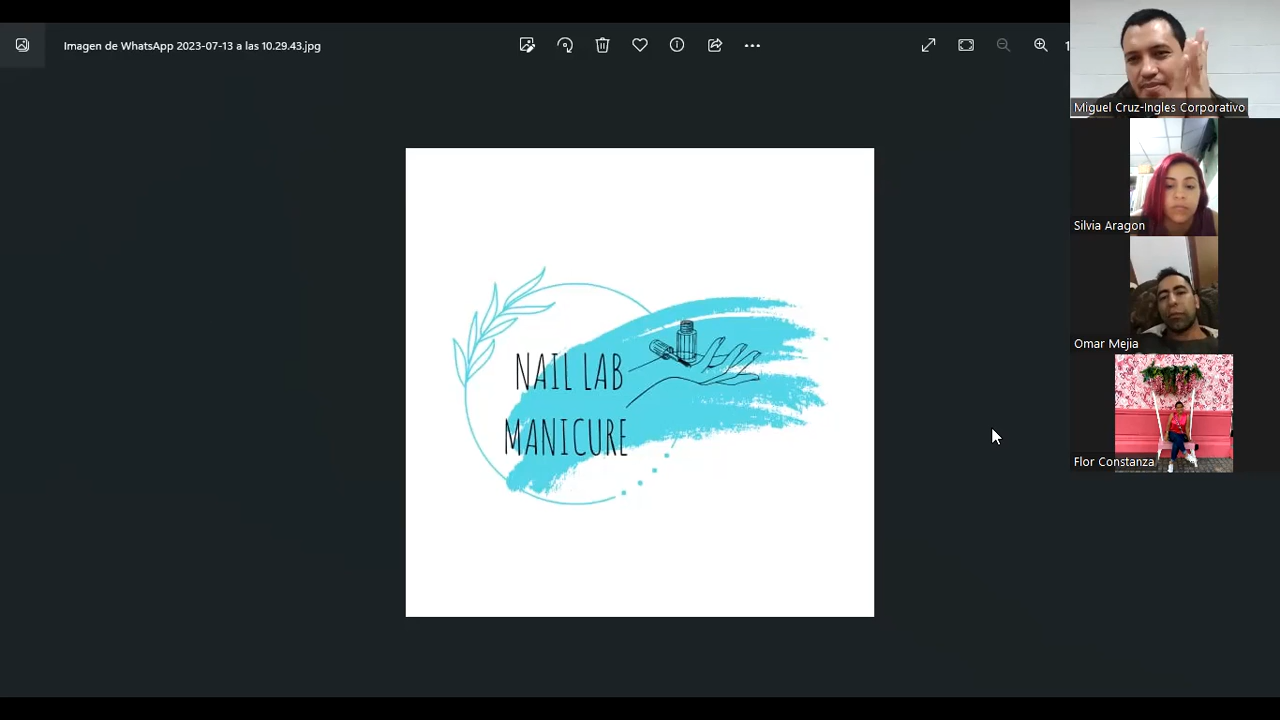 Imagen de WhatsApp 2023-07-13 a las 10.29.43.jpg
1
NAIL LAB
MANICURE
Miguel Cruz-Ingles Corporativo
Silvia Aragon
Omar Mejia
Flor Constanza